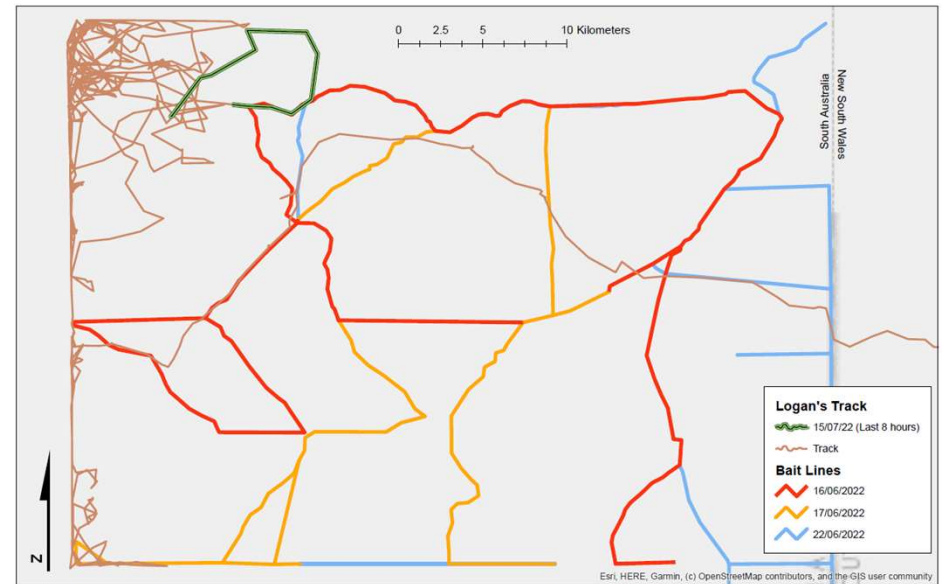 0 2.5 5 10 Kilometers
South Australia
New South Wales
Logan's Track
15/07/22 (Last 8 hours)
Track
Bait Lines
16/06/2022
17/06/2022
22/06/2022
N
Esri, HERE, Garmin, (c) OpenStreetMap contributors, and the GIS user community